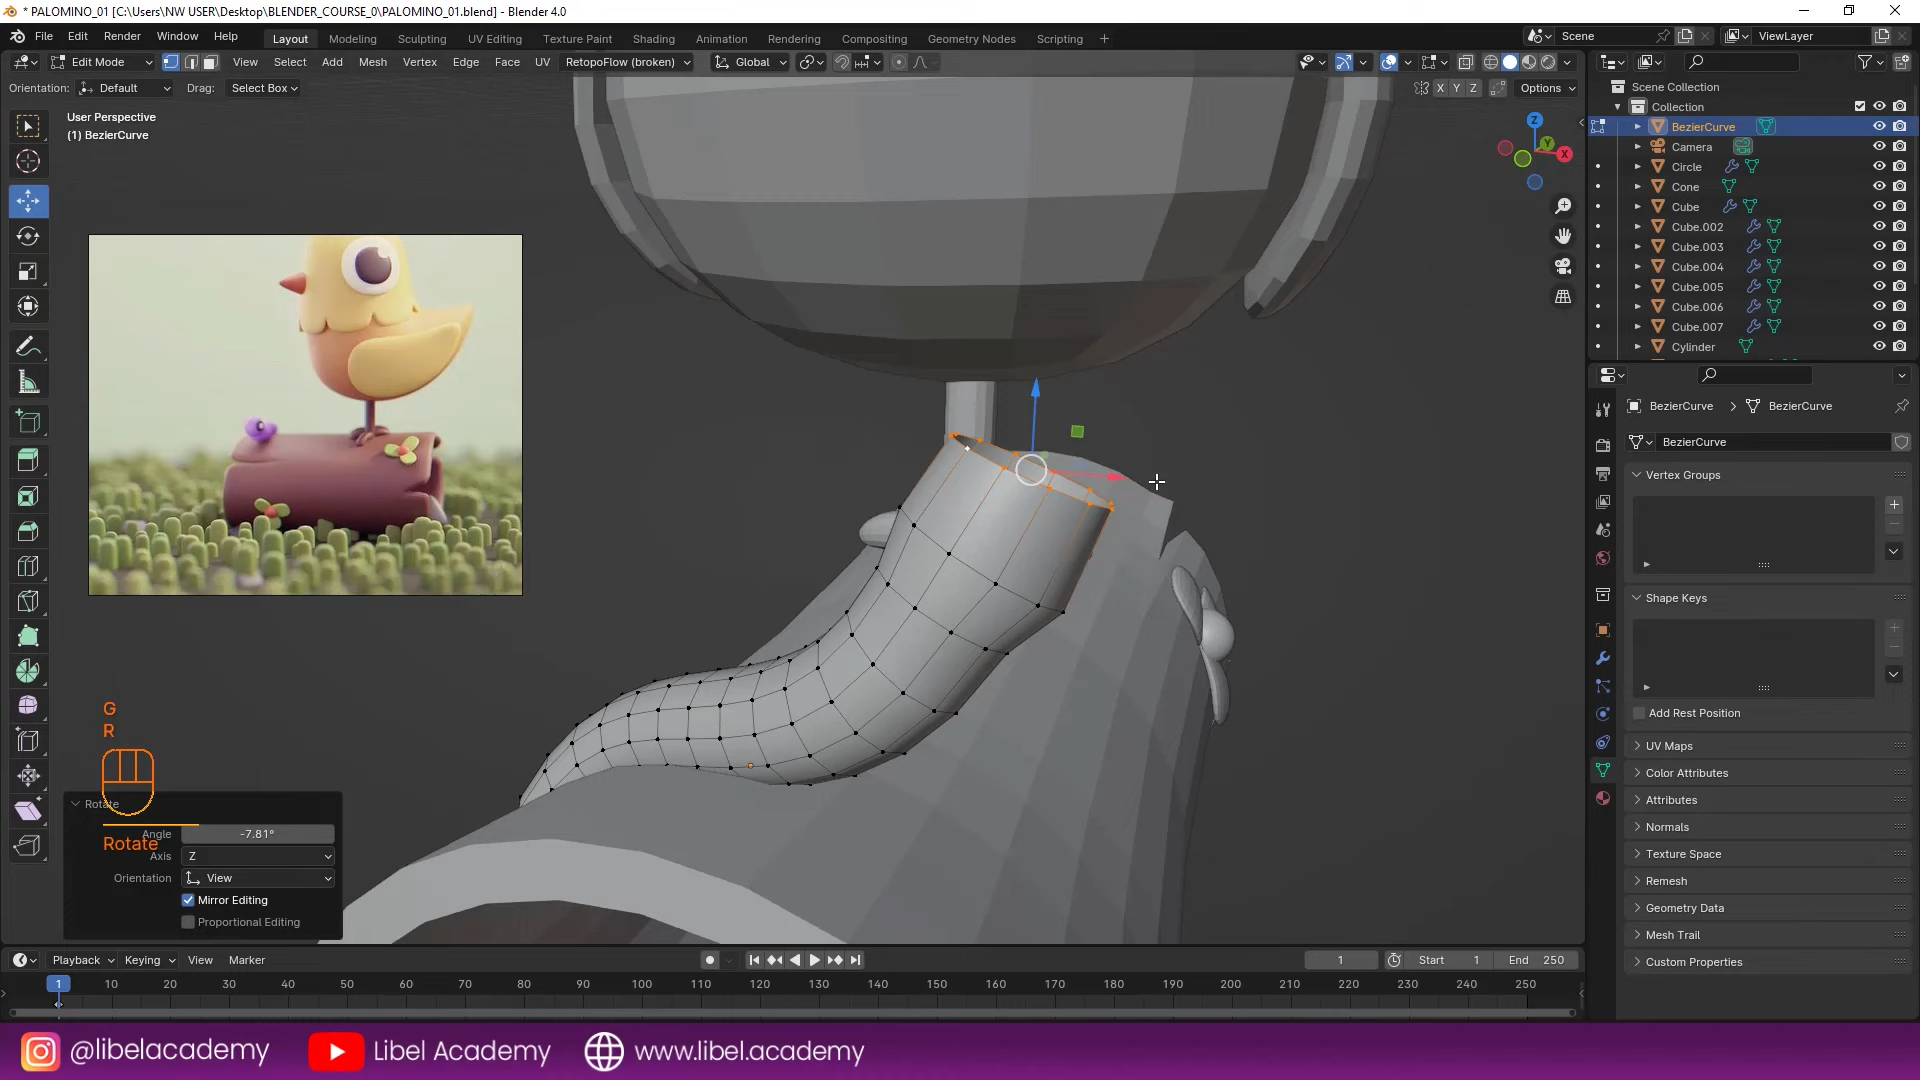 * PALOMINO_01 [C:\Users\NW USER\Desktop\BLENDER_COURSE_0\PALOMINO_01.blend] - Blender 4.0
File Edit Render Window Help Layout Modeling Sculpting UV Editing Texture Paint Shading Animation Rendering Compositing Geometry Nodes Scripting + Scene ViewLayer
Edit Mode View Select Add Mesh Vertex Edge Face UV RetopoFlow (broken) Global
Orientation: Default Drag: Select Box X Y Z Options
User Perspective
(1) BezierCurve
Z
Y
X
Scene Collection
Collection
BezierCurve
Camera
Circle
Cone
Cube
Cube.002
Cube.003
Cube.004
Cube.005
Cube.006
Cube.007
Cylinder
BezierCurve BezierCurve
BezierCurve
Vertex Groups
Shape Keys
Add Rest Position
UV Maps
Color Attributes
Attributes
Normals
Texture Space
Remesh
Geometry Data
Mesh Trail
Custom Properties
G
R
Rotate
Rotate
Angle -7.81°
Axis Z
Orientation View
Mirror Editing
Proportional Editing
Playback Keying View Marker 1 Start 1 End 250
1 10 20 30 40 50 60 70 80 90 100 110 120 130 140 150 160 170 180 190 200 210 220 230 240 250
@libelacademy Libel Academy www.libel.academy